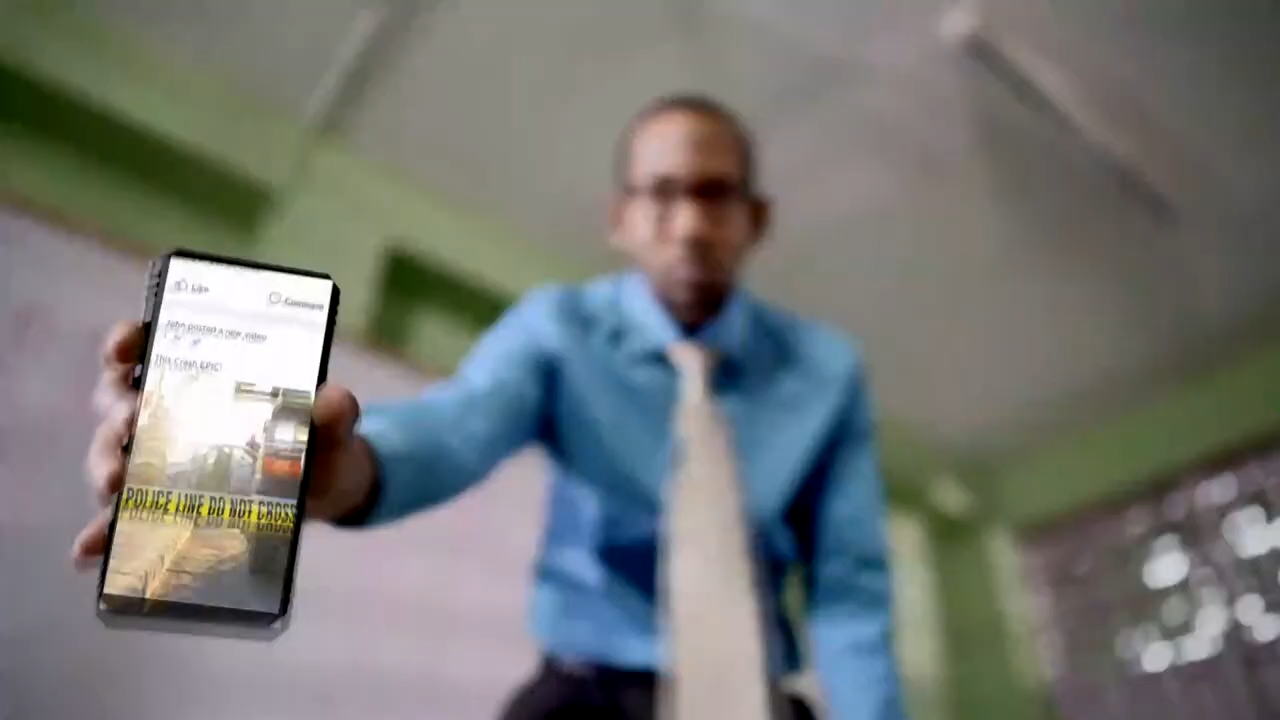 Like
Comment
John posted a new video
This Crash EPIC!
POLICE LINE DO NOT CROSS